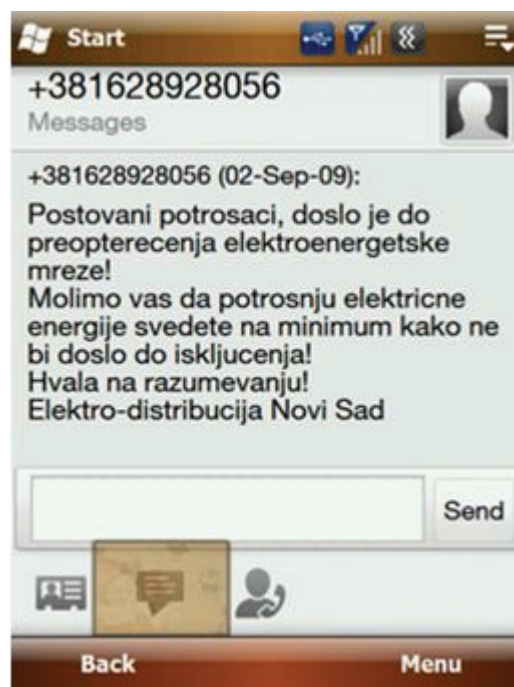 Start
+381628928056
Messages
+381628928056 (02-Sep-09):
Postovani potrosaci, doslo je do
preopterecenja elektroenergetske
mreze!
Molimo vas da potrosnju elektricne
energije svedete na minimum kako ne
bi doslo do iskljucenja!
Hvala na razumevanju!
Elektro-distribucija Novi Sad
Send
Back Menu